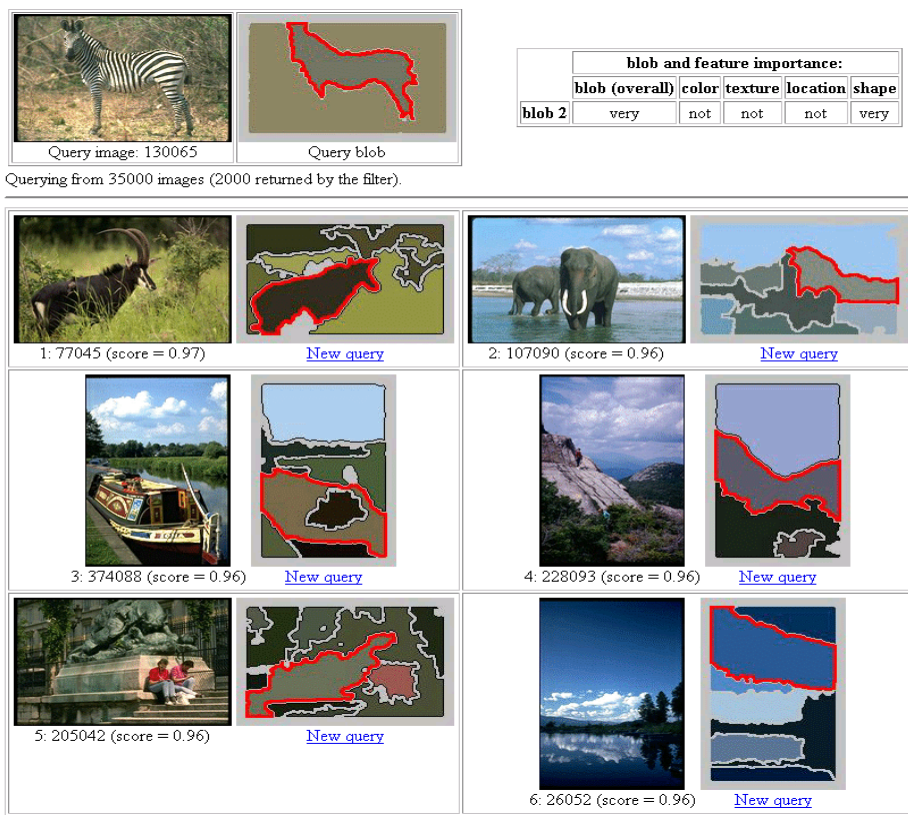 Query image: 130065
Query blob
blob and feature importance:
blob (overall) color texture location shape
blob 2 very not not not very
Querying from 35000 images (2000 returned by the filter).
1: 77045 (score = 0.97) New query
2: 107090 (score = 0.96) New query
3: 374088 (score = 0.96) New query
4: 228093 (score = 0.96) New query
5: 205042 (score = 0.96) New query
6: 26052 (score = 0.96) New query